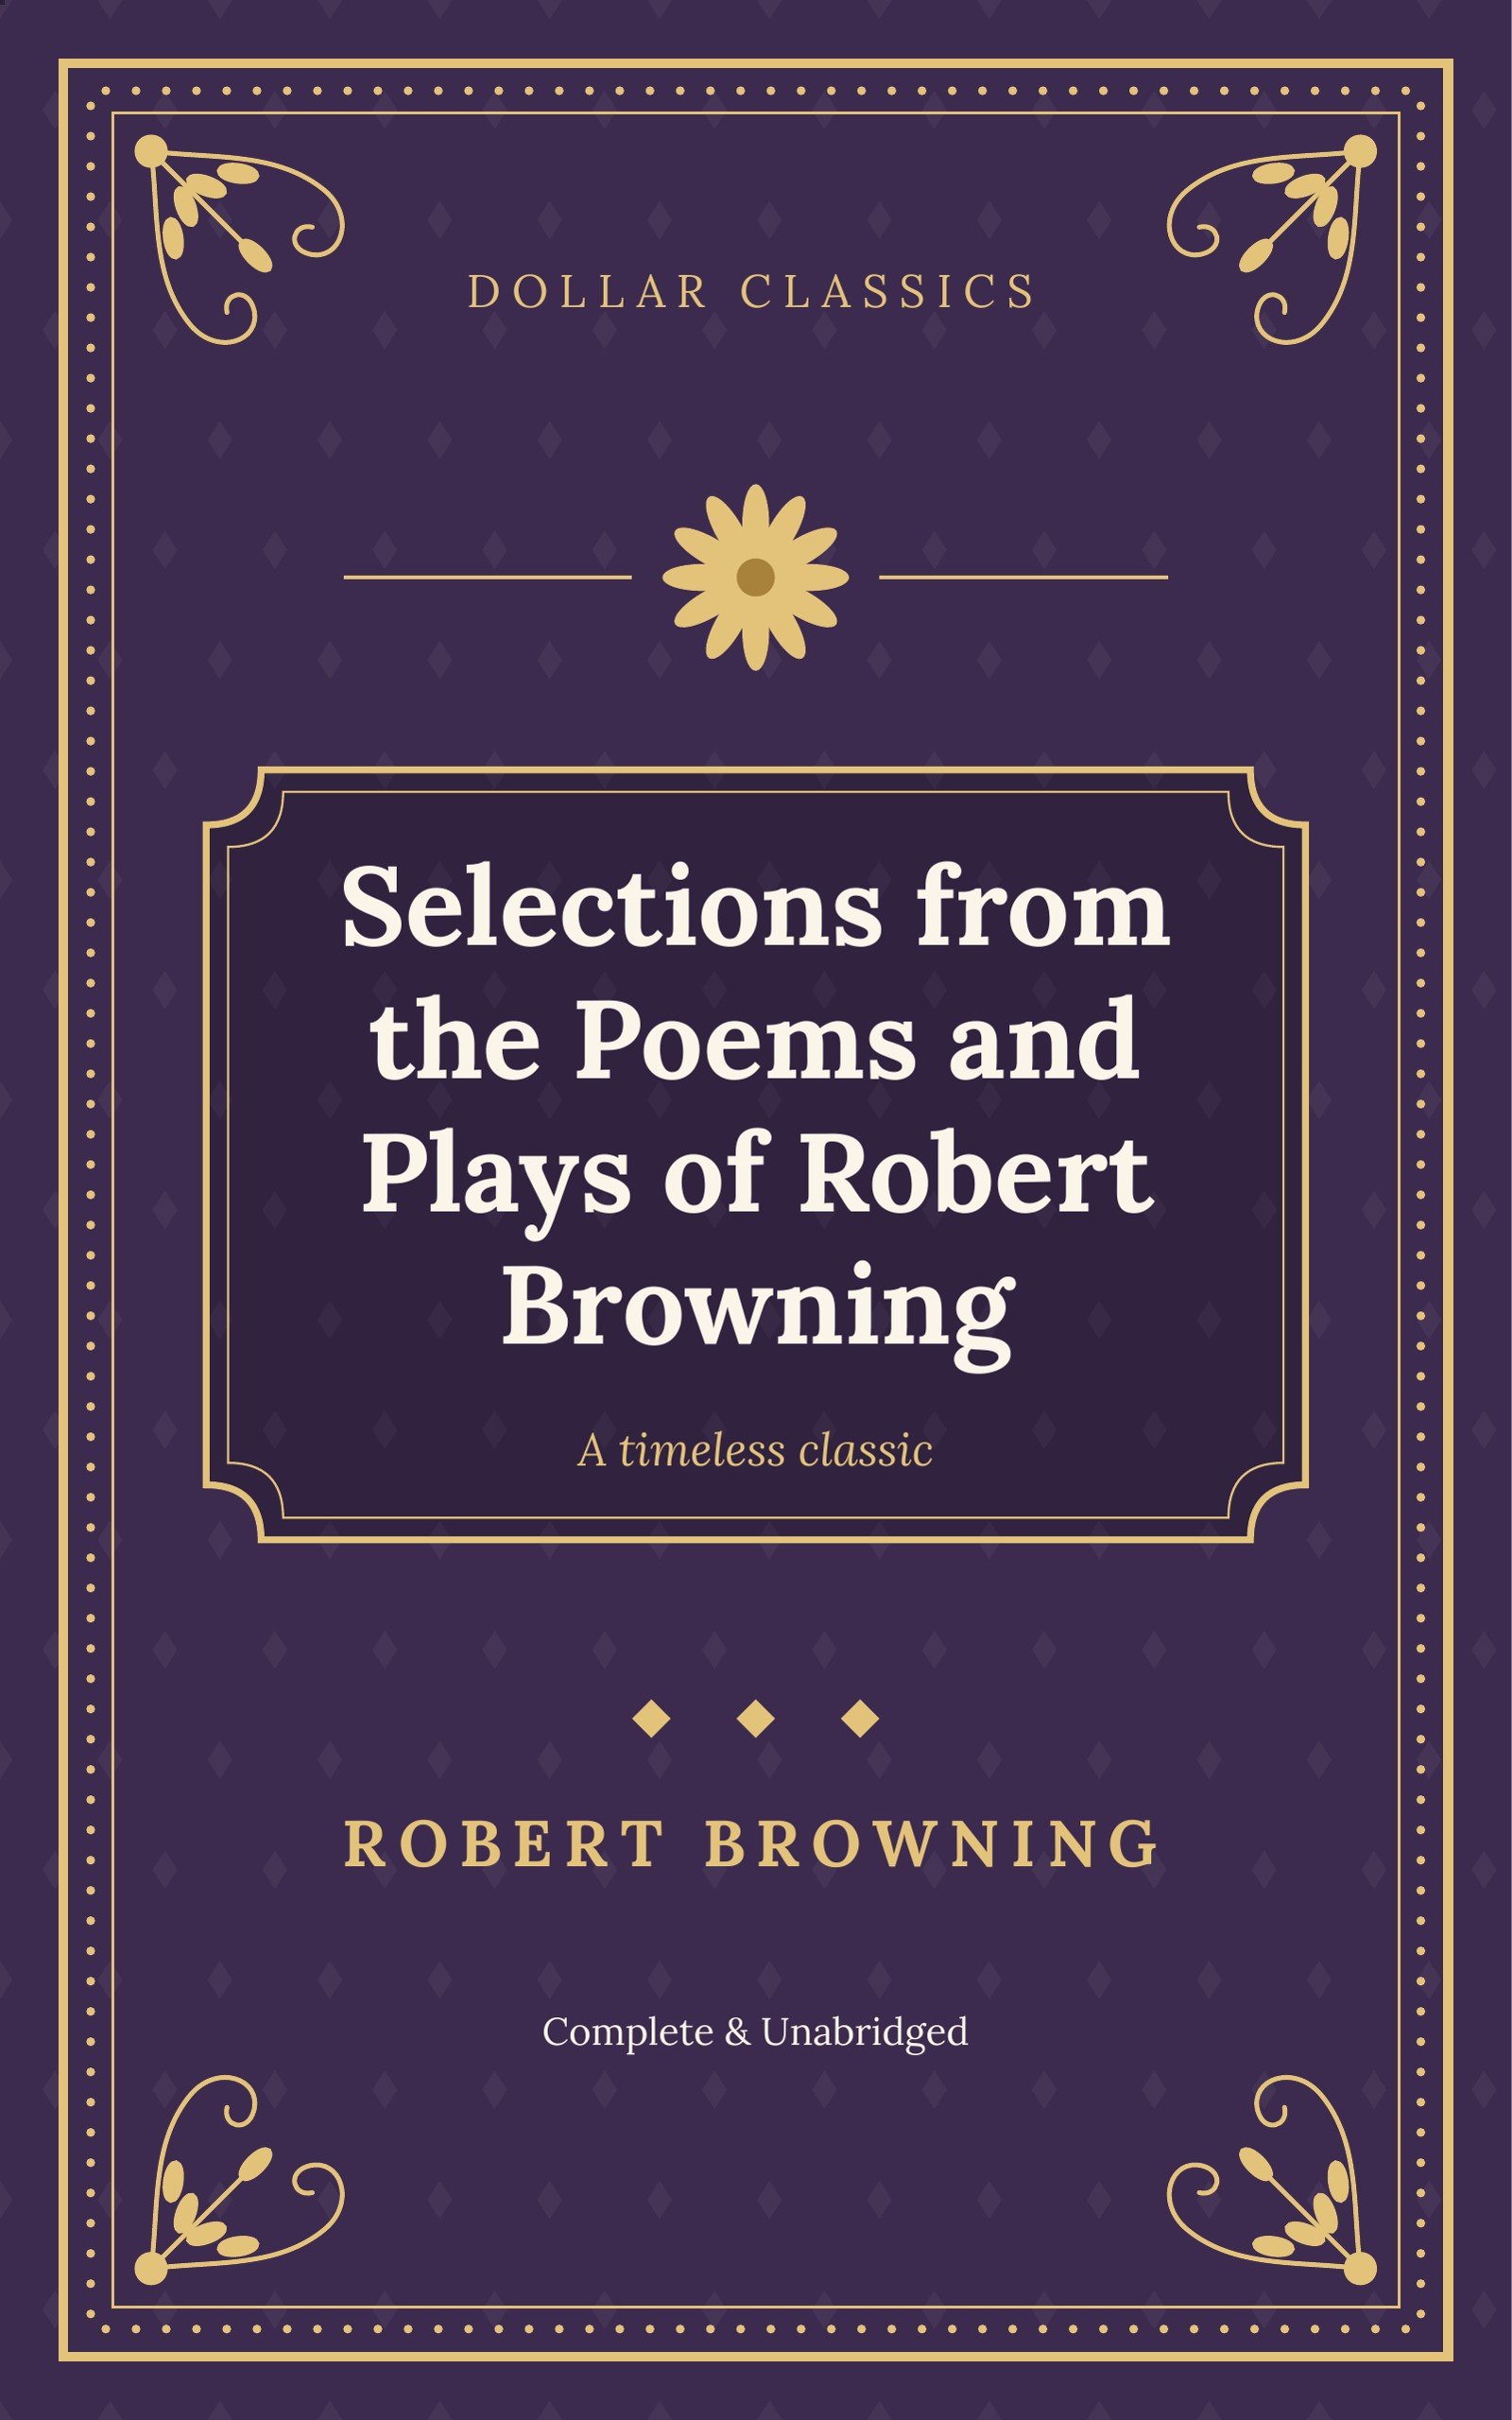 DOLLAR CLASSICS
Selections from
the Poems and
Plays of Robert
Browning
A timeless classic
ROBERT BROWNING
Complete & Unabridged